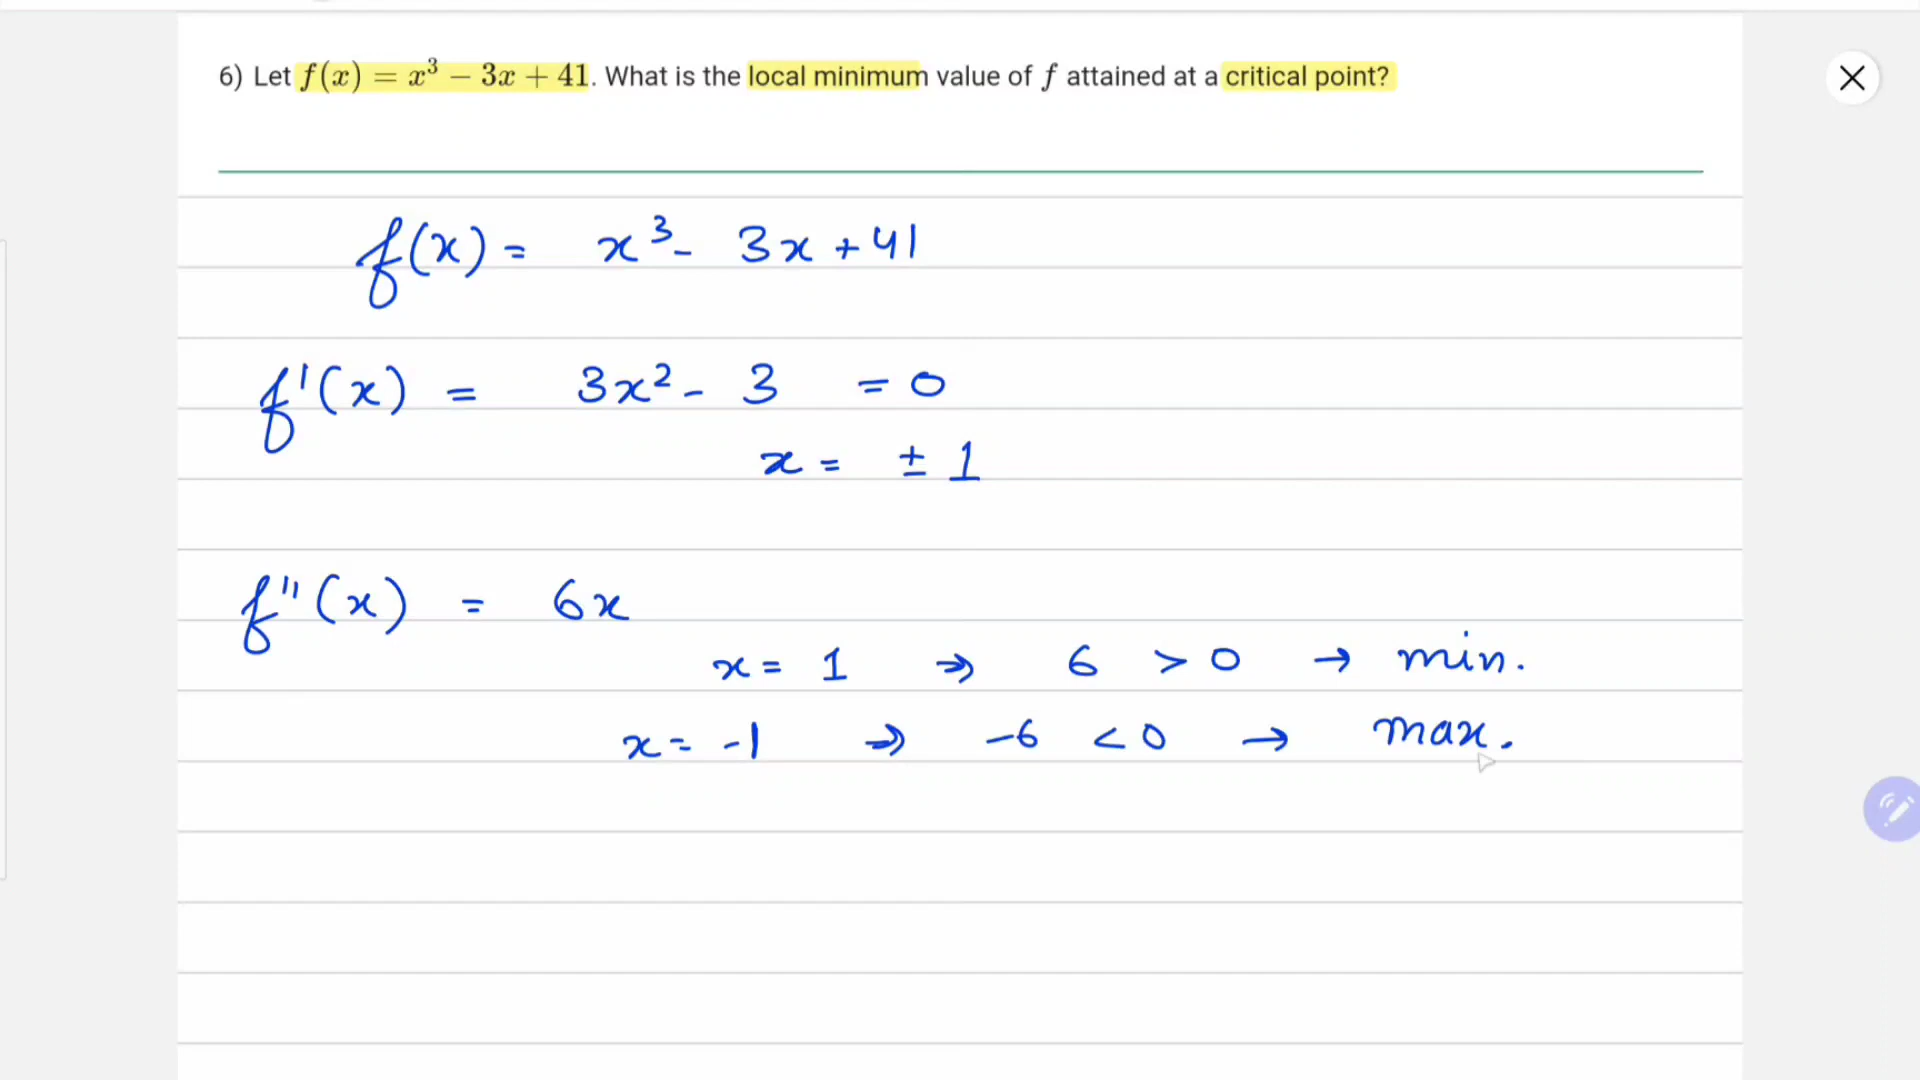 6) Let f(x) = x³ − 3x + 41. What is the local minimum value of f attained at a critical point?
f(x) = x³ - 3x + 41
f'(x) = 3x² - 3 = 0
x = ± 1
f''(x) = 6x
x = 1 ⇒ 6 > 0 → min.
x = -1 ⇒ -6 < 0 → max.